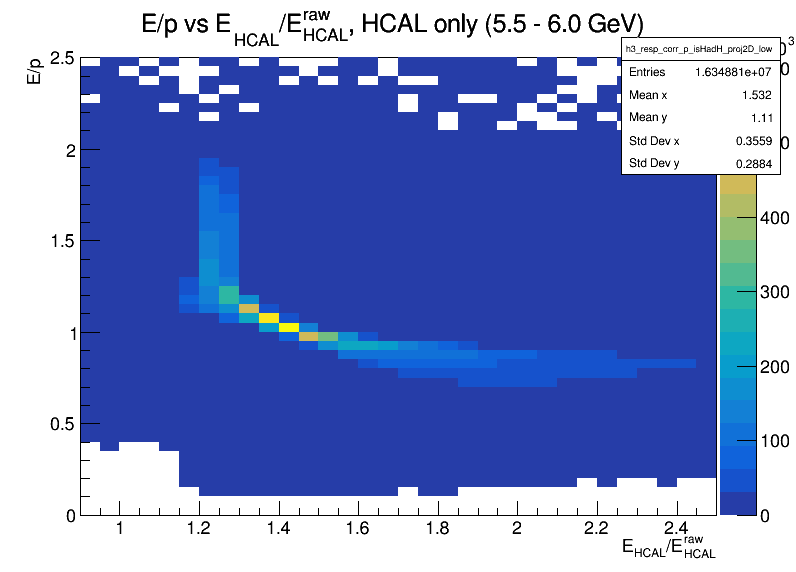 E/p vs E_HCAL/E^raw_HCAL, HCAL only (5.5 - 6.0 GeV)
h3_resp_corr_p_isHadH_proj2D_low
Entries 1.634881e+07
Mean x 1.532
Mean y 1.11
Std Dev x 0.3559
Std Dev y 0.2884
E/p
2.5
2
1.5
1
0.5
0
1 1.2 1.4 1.6 1.8 2 2.2 2.4
E_HCAL/E^raw_HCAL
400
300
200
100
0